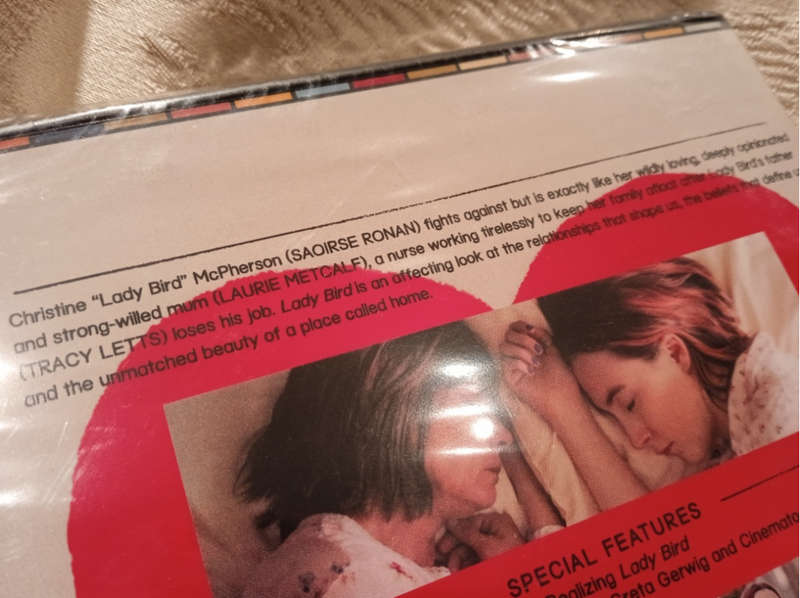 Christine “Lady Bird” McPherson (SAOIRSE RONAN) fights against but is exactly like her wildly loving, deeply opinionated
and strong-willed mum (LAURIE METCALF), a nurse working tirelessly to keep her family afloat after Lady Bird's father
(TRACY LETTS) loses his job. Lady Bird is an affecting look at the relationships that shape us, the beliefs that define
and the unmatched beauty of a place called home.
SPECIAL FEATURES
Realizing Lady Bird
Greta Gerwig and